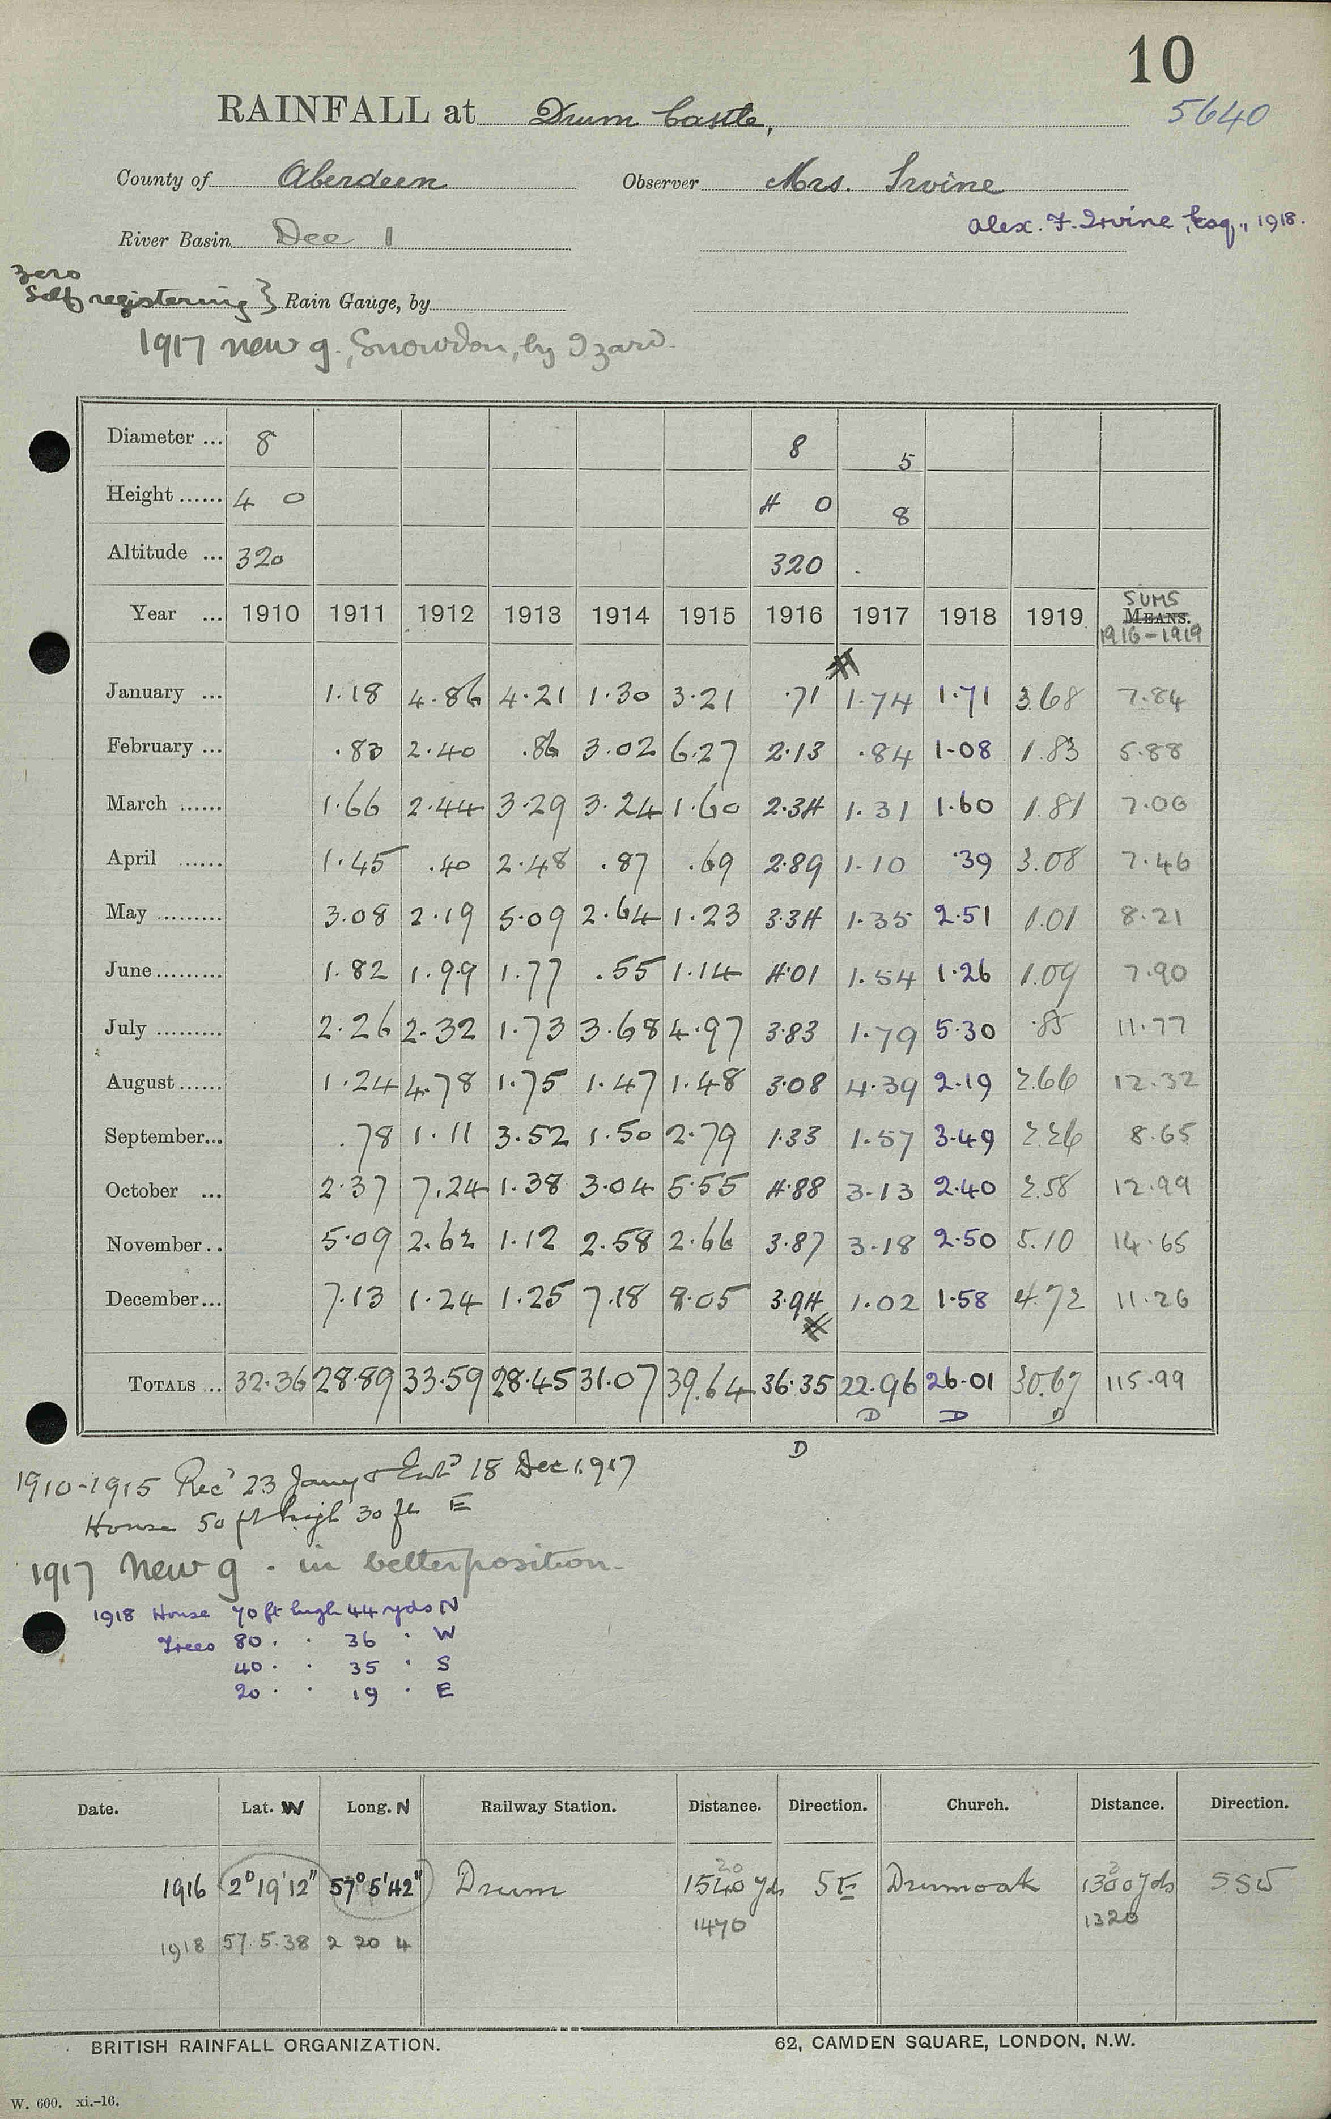 10
RAINFALL at Drum Castle, 5640
County of Aberdeen Observer Mrs. Irvine
Alex. F. Irvine, Esq., 1918.
River Basin Dee 1
Zero
Self registering } Rain Gauge, by
1917 new g. Snowdon, by Izard.
Diameter ... 8 8 5
Height ...... 4 0 4 0 8
Altitude ... 320 320 .
SUMS
Year ... 1910 1911 1912 1913 1914 1915 1916 1917 1918 1919 MEANS.
1916-1919
January ... 1.18 4.86 4.21 1.30 3.21 .71 1.74 1.71 3.68 7.84
February ... .83 2.40 .86 3.02 6.27 2.13 .84 1.08 1.83 5.88
March ...... 1.66 2.44 3.29 3.24 1.60 2.34 1.31 1.60 1.81 7.06
April ...... 1.45 .40 2.48 .87 .69 2.89 1.10 .39 3.08 7.46
May ......... 3.08 2.19 5.09 2.64 1.23 3.34 1.35 2.51 1.01 8.21
June ......... 1.82 1.99 1.77 .55 1.14 4.01 1.54 1.26 1.09 7.90
July ......... 2.26 2.32 1.73 3.68 4.97 3.83 1.79 5.30 .85 11.77
August ...... 1.24 4.78 1.75 1.47 1.48 3.08 4.39 2.19 2.66 12.32
September... .78 1.11 3.52 1.50 2.79 1.33 1.57 3.49 2.26 8.65
October ... 2.37 7.24 1.38 3.04 5.55 4.88 3.13 2.40 2.58 12.99
November .. 5.09 2.62 1.12 2.58 2.66 3.87 3.18 2.50 5.10 14.65
December ... 7.13 1.24 1.25 7.18 8.05 3.94 1.02 1.58 4.72 11.26
TOTALS ... 32.36 28.89 33.59 28.45 31.07 39.64 36.35 22.96 26.01 30.67 115.99
D D D
D
1910-1915 Recd 23 Jany & Entd 18 Dec 1917
House 50 ft high 30 ft E
1917 New g. in better position.
1918 House 70 ft high 44 yds N
Trees 80 . . 36 . W
40 . . 35 . S
20 . . 19 . E
Date. Lat. W Long. N Railway Station. Distance. Direction. Church. Distance. Direction.
1916 2° 19' 12" 57° 5' 42" Drum 1540 yds SE Drumoak 1300 yds SSW
1470 1320
1918 57.5.38 2 20 4
BRITISH RAINFALL ORGANIZATION. 62, CAMDEN SQUARE, LONDON, N.W.
W. 600. xi.-16.